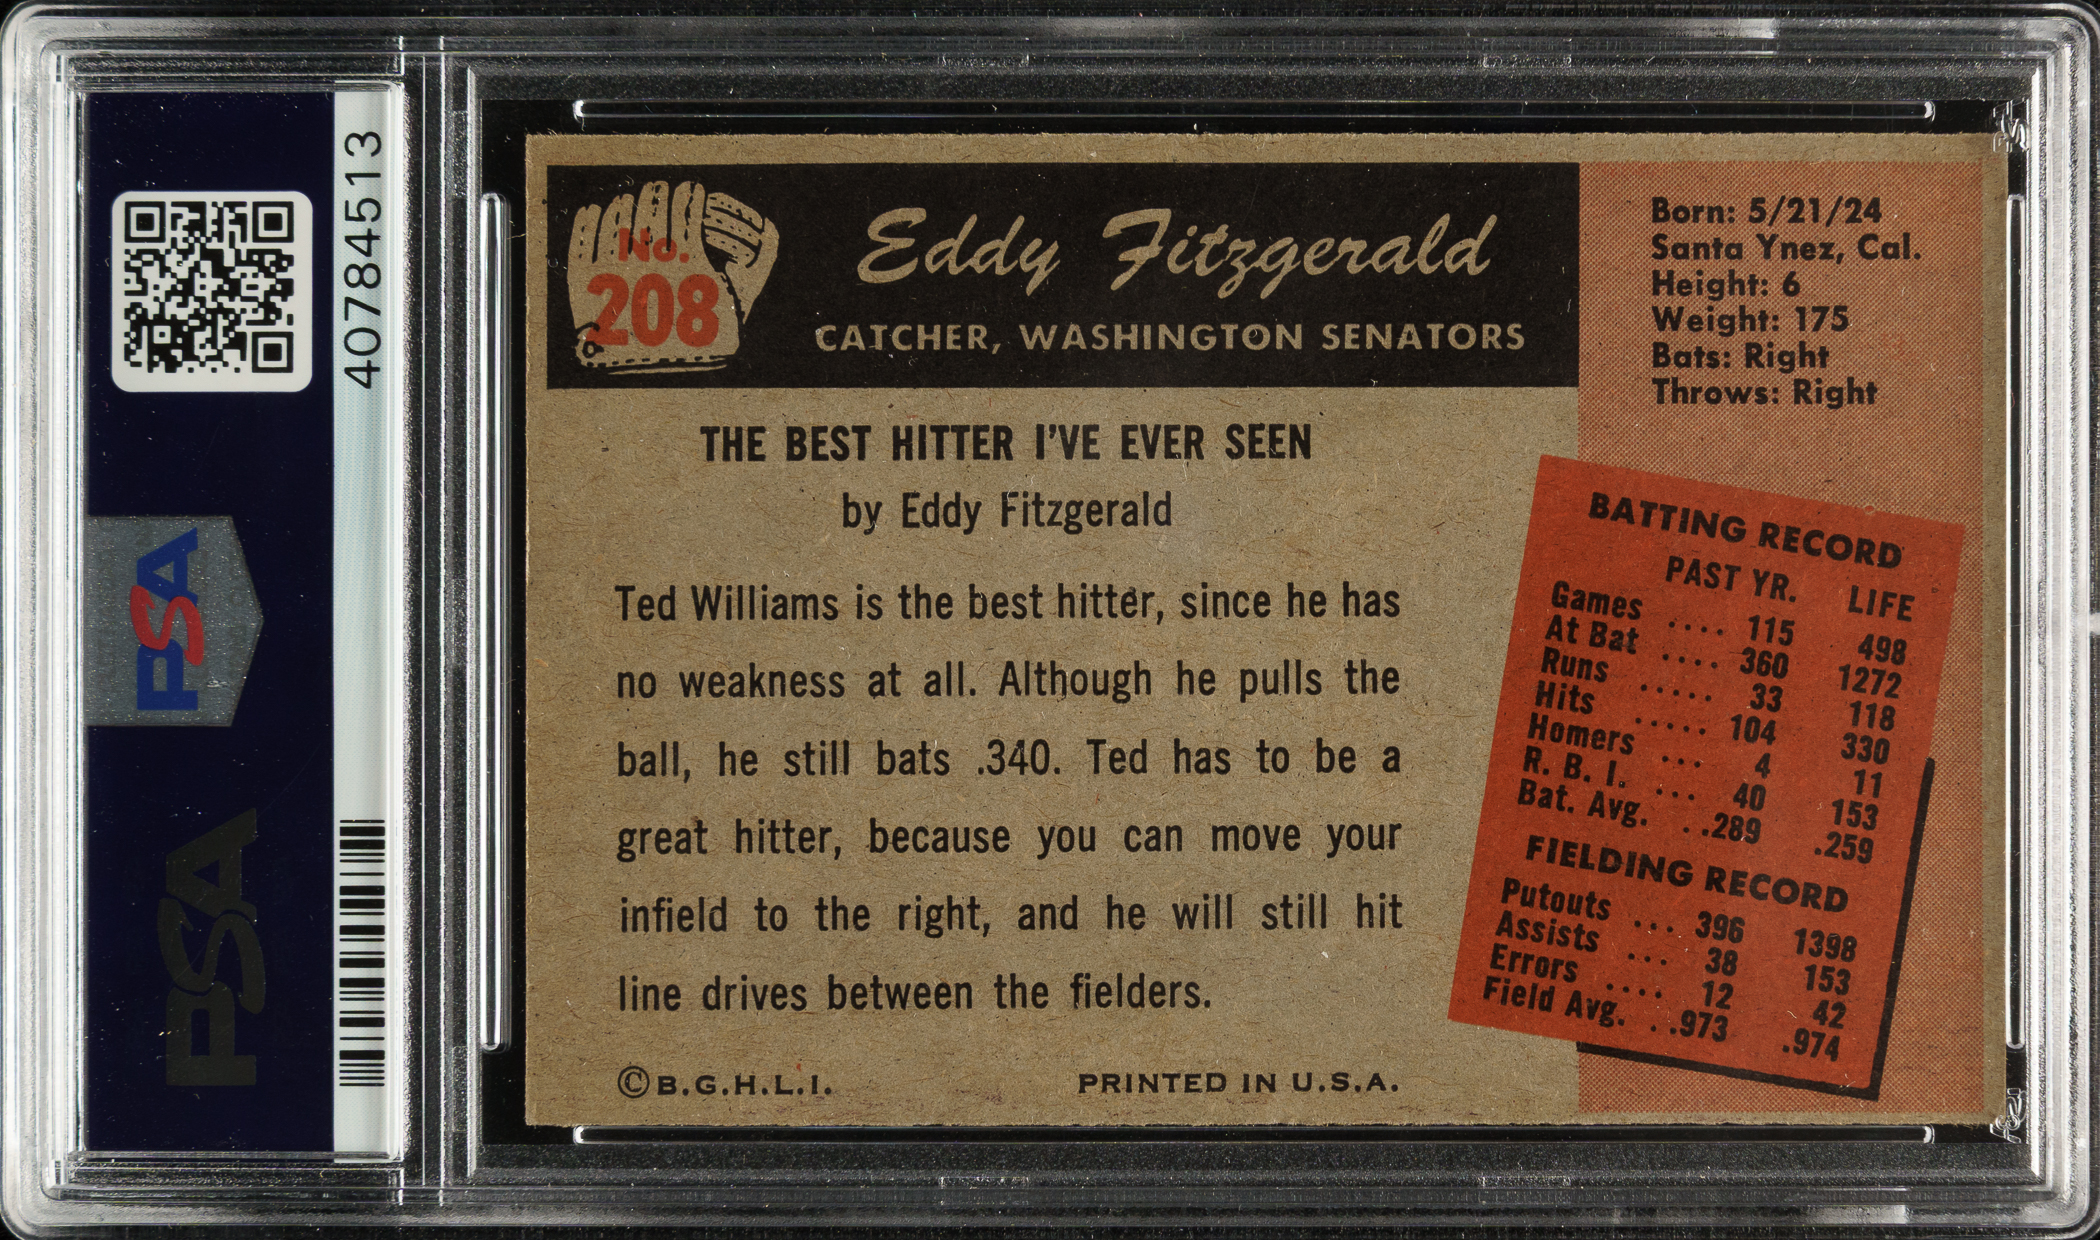 40784513
PSA
PSA
No.
208
Eddy Fitzgerald
CATCHER, WASHINGTON SENATORS
Born: 5/21/24
Santa Ynez, Cal.
Height: 6
Weight: 175
Bats: Right
Throws: Right
THE BEST HITTER I'VE EVER SEEN
by Eddy Fitzgerald
Ted Williams is the best hitter, since he has
no weakness at all. Although he pulls the
ball, he still bats .340. Ted has to be a
great hitter, because you can move your
infield to the right, and he will still hit
line drives between the fielders.
©B.G.H.L.I. PRINTED IN U.S.A.
BATTING RECORD
PAST YR. LIFE
Games .... 115 498
At Bat .... 360 1272
Runs ..... 33 118
Hits ..... 104 330
Homers ... 4 11
R. B. I. ... 40 153
Bat. Avg. . .289 .259
FIELDING RECORD
Putouts ... 396 1398
Assists ... 38 153
Errors .... 12 42
Field Avg. . .973 .974